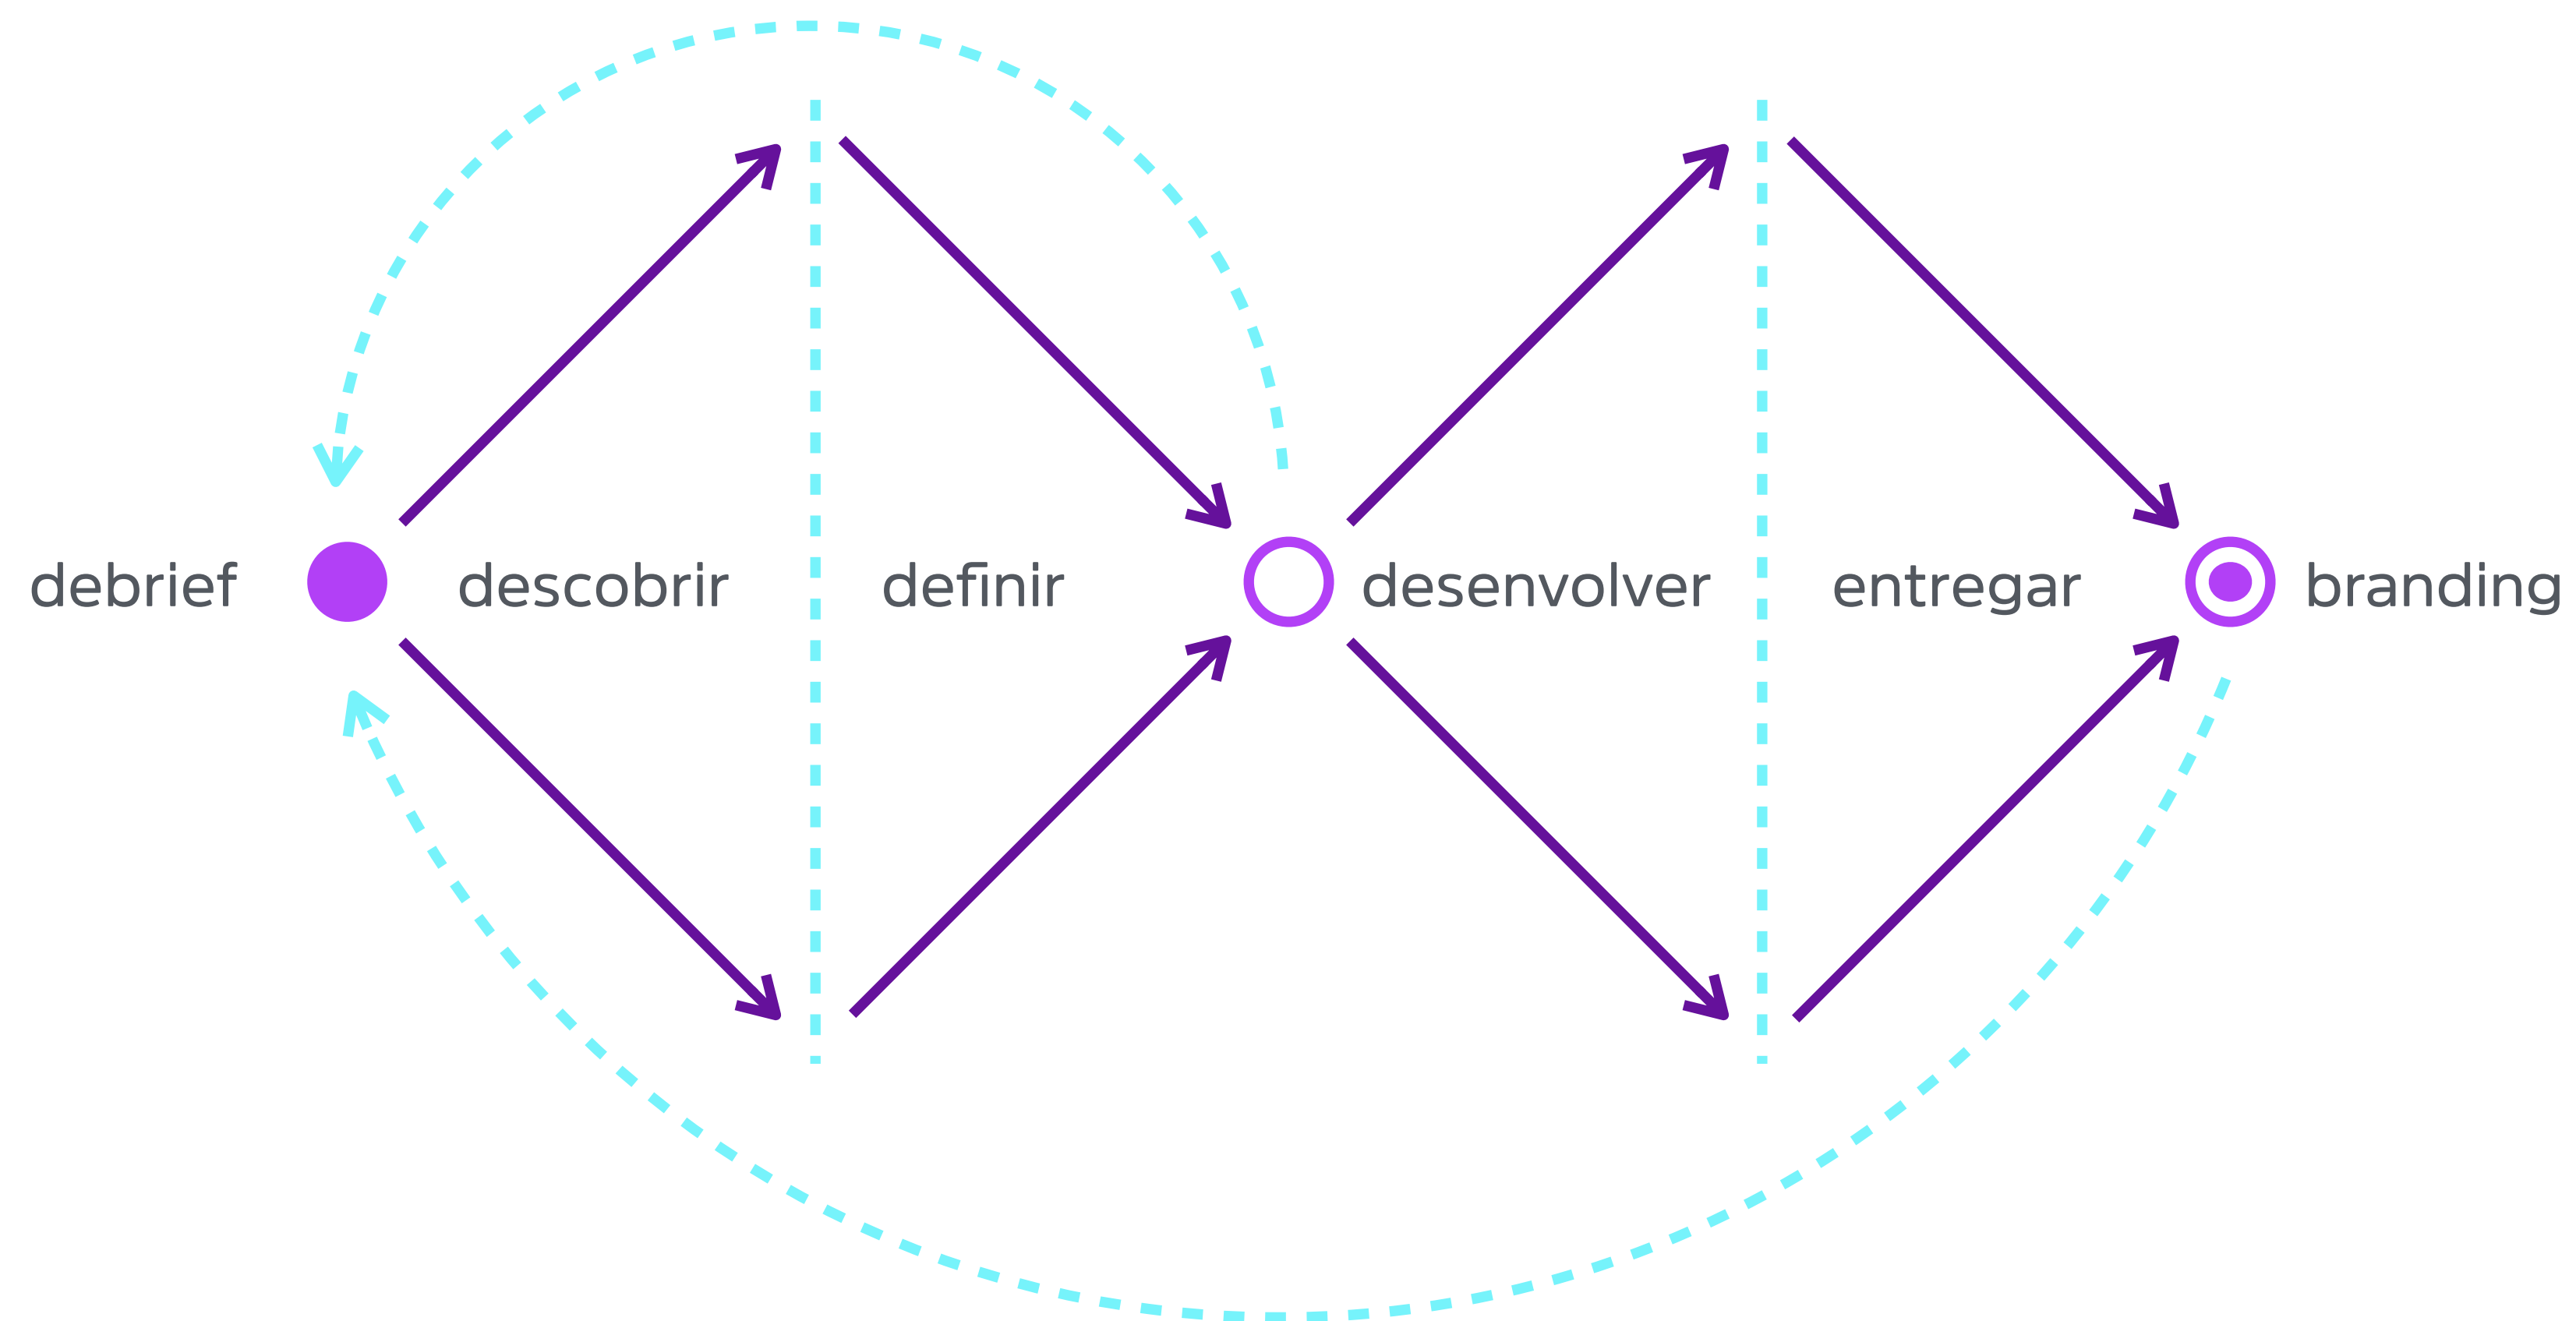 debrief
descobrir
definir
desenvolver
entregar
branding